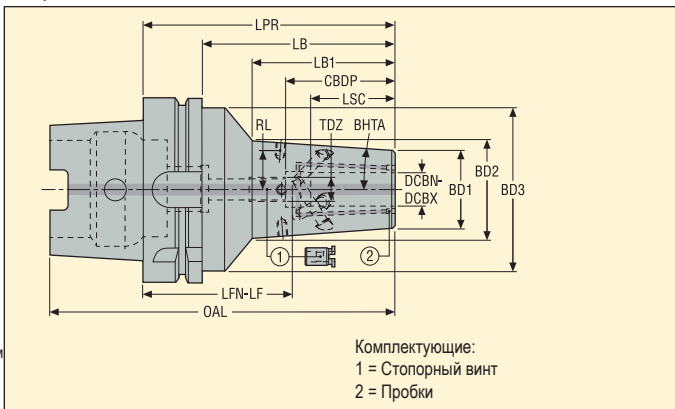 LPR
LB
LB1
CBDP
LSC
RL
TDZ
BHTA
DCBN-
DCBX
BD1
BD2
BD3
1
2
LFN-LF
OAL
Комплектующие:
1 = Стопорный винт
2 = Пробки